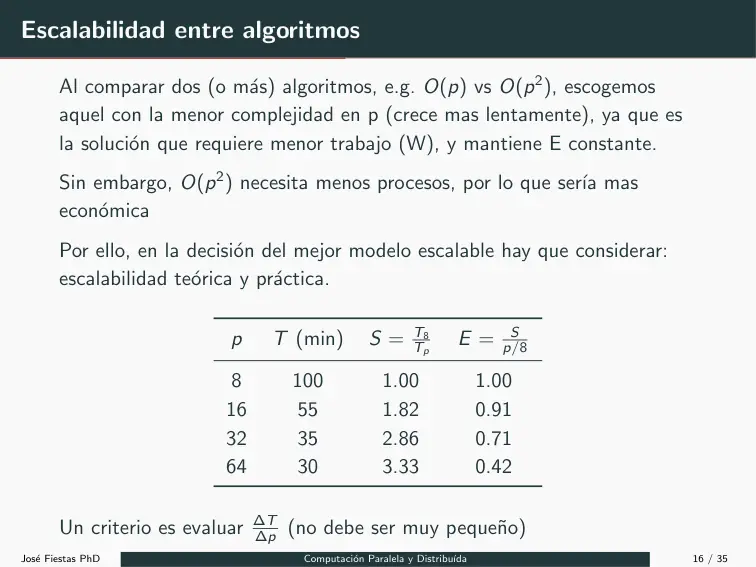 Escalabilidad entre algoritmos
Al comparar dos (o más) algoritmos, e.g. O(p) vs O(p²), escogemos
aquel con la menor complejidad en p (crece mas lentamente), ya que es
la solución que requiere menor trabajo (W), y mantiene E constante.
Sin embargo, O(p²) necesita menos procesos, por lo que sería mas
económica
Por ello, en la decisión del mejor modelo escalable hay que considerar:
escalabilidad teórica y práctica.
p T (min) S = T₈/Tₚ E = S/(p/8)
8 100 1.00 1.00
16 55 1.82 0.91
32 35 2.86 0.71
64 30 3.33 0.42
Un criterio es evaluar ΔT/Δp (no debe ser muy pequeño)
José Fiestas PhD Computación Paralela y Distribuída 16 / 35